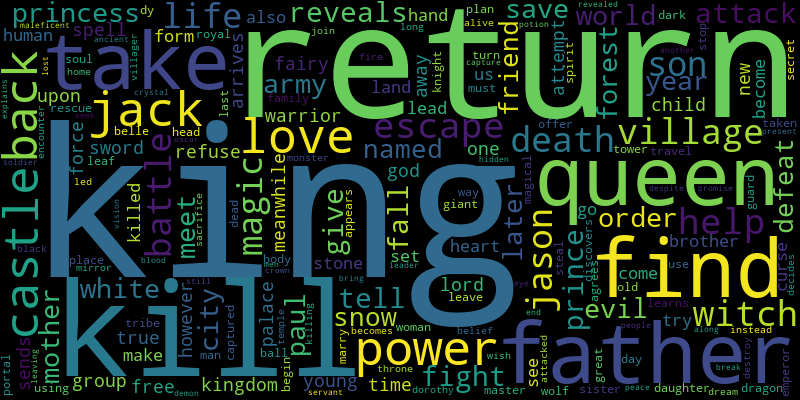 princess dy life reveals hand save world attack
maleficent ancient spell also royal join long plan alive potion revealed dark stop another
human villager take form arrives return friend attempt us spirit son year new become secret
lost soul home fairy away knight turn capture must fire forest
explains back upon crystal army land lead child
rescue jack last family warrior escape death offer village taken present
seek belle head love named one tower travel
encounter sword refuse oscar god hidden
castle leaf force battle magic meanwhile monster fall queen magical despite promise guard defeat
soldier led killed meet sacrifice dead king give appears way giant later go order help
vision body heart jason steal brother curse discovers decides
black place mirror blood men crown stone set lord prince agrees use find
white still bring leader leave eye come old learns
mother however city palace tell evil witch
sends tribe captured temple paul snow woman end try along instead
portal true man kill killing becomes belief people
leaving make ball marry power father
using group free demon kingdom begin young servant throne time wish fight dorothy master see attacked wolf great sister peace day daughter dream break destroy dragon emperor